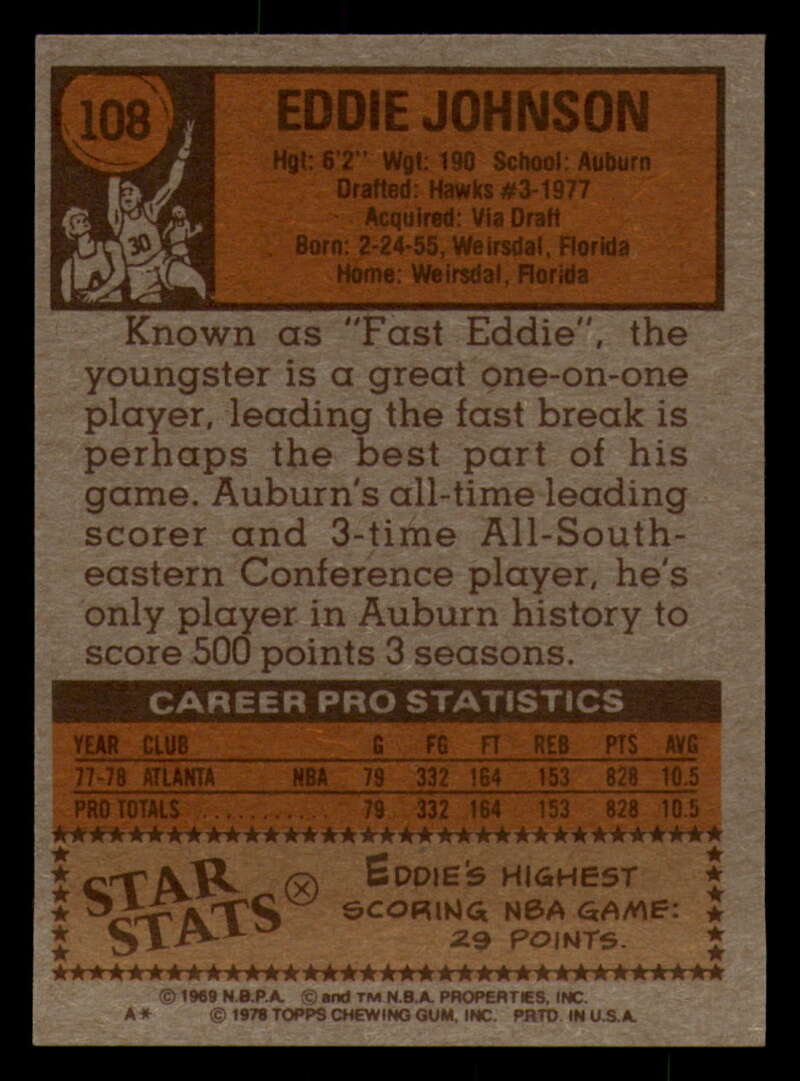 108
EDDIE JOHNSON
Hgt: 6'2" Wgt: 190 School: Auburn
Drafted: Hawks #3-1977
Acquired: Via Draft
Born: 2-24-55, Weirsdal, Florida
Home: Weirsdal, Florida
30
Known as "Fast Eddie", the
youngster is a great one-on-one
player, leading the fast break is
perhaps the best part of his
game. Auburn's all-time leading
scorer and 3-time All-South-
eastern Conference player, he's
only player in Auburn history to
score 500 points 3 seasons.
CAREER PRO STATISTICS
YEAR CLUB G FG FT REB PTS AVG
77-78 ATLANTA NBA 79 332 164 153 828 10.5
PRO TOTALS ............ 79 332 164 153 828 10.5
STAR STATS
EDDIE'S HIGHEST
SCORING NBA GAME:
29 POINTS.
© 1969 N.B.P.A. © and TM N.B.A. PROPERTIES, INC.
A* © 1978 TOPPS CHEWING GUM, INC. PRTD. IN U.S.A.